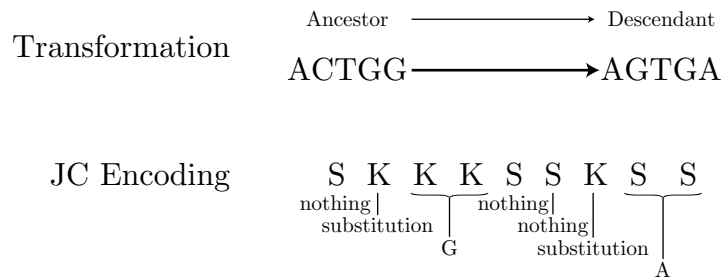 Ancestor Descendant
Transformation
ACTGG AGTGA
JC Encoding S K K K S S K S S
nothing nothing
substitution nothing
G substitution
A